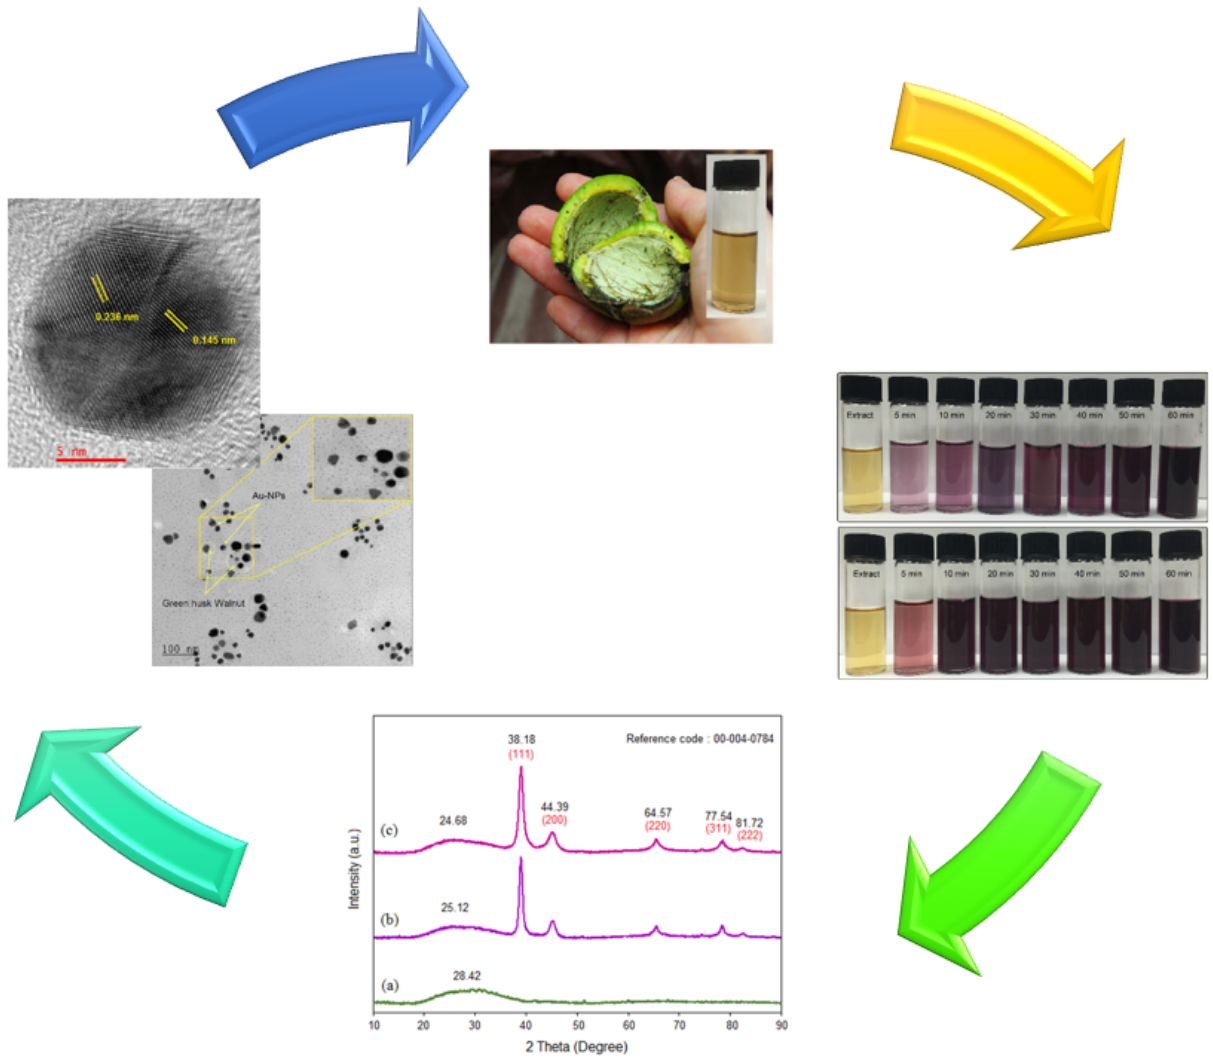 0.236 nm
0.145 nm
5 nm
Au-NPs
Green husk Walnut
100 nm
Extract 5 min 10 min 20 min 30 min 40 min 50 min 60 min
Extract 5 min 10 min 20 min 30 min 40 min 50 min 60 min
Reference code : 00-004-0784
38.18
(111)
44.39
(200)
64.57
(220)
77.54
(311)
81.72
(222)
24.68
(c)
25.12
(b)
28.42
(a)
Intensity (a.u.)
10 20 30 40 50 60 70 80 90
2 Theta (Degree)